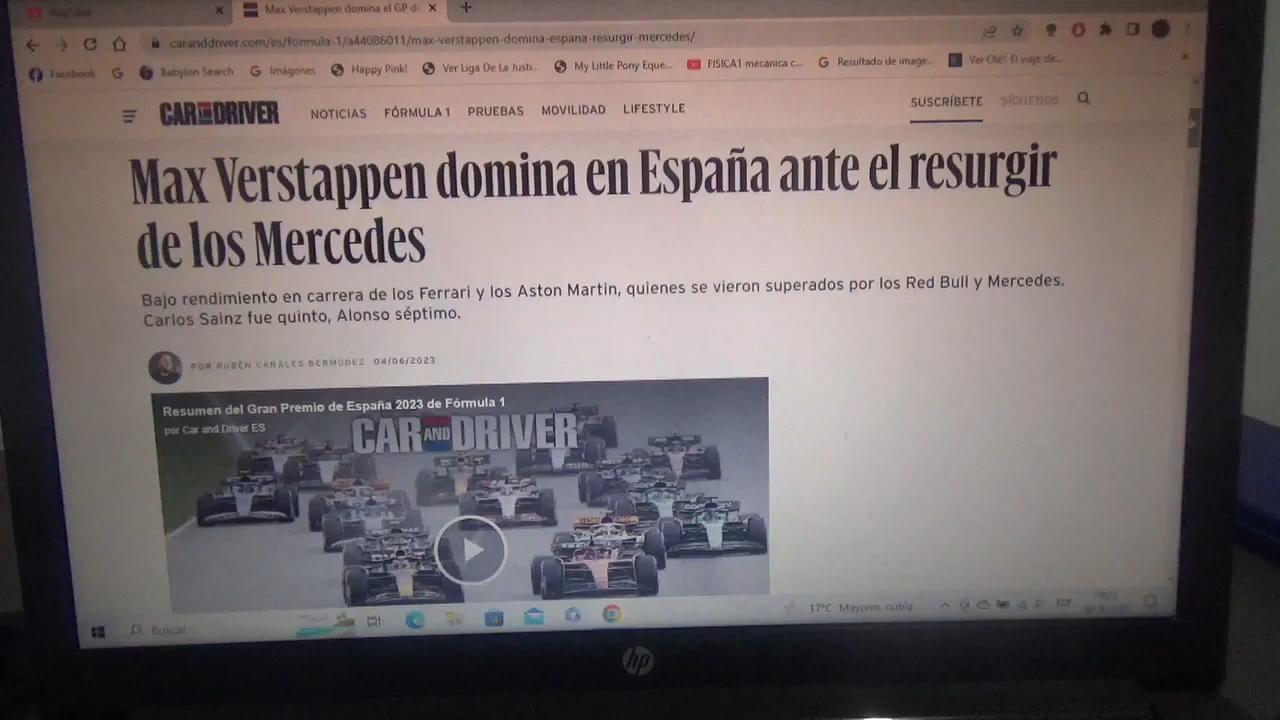 YouTube
Max Verstappen domina el GP de
caranddriver.com/es/formula-1/a44086011/max-verstappen-domina-espana-resurgir-mercedes/
Facebook
Babylon Search
Imágenes
Happy Pink!
Ver Liga De La Justi...
My Little Pony Eque...
FISICA1 mecanica c...
Resultado de image...
Ver Olé! El viaje de...
CAR AND DRIVER
NOTICIAS
FÓRMULA 1
PRUEBAS
MOVILIDAD
LIFESTYLE
SUSCRÍBETE
SÍGUENOS
Max Verstappen domina en España ante el resurgir
de los Mercedes
Bajo rendimiento en carrera de los Ferrari y los Aston Martin, quienes se vieron superados por los Red Bull y Mercedes.
Carlos Sainz fue quinto, Alonso séptimo.
POR RUBÉN CANALES BERMÚDEZ 04/06/2023
Resumen del Gran Premio de España 2023 de Fórmula 1
por Car and Driver ES
CAR AND DRIVER
Buscar
17°C Mayorm. nubla
hp